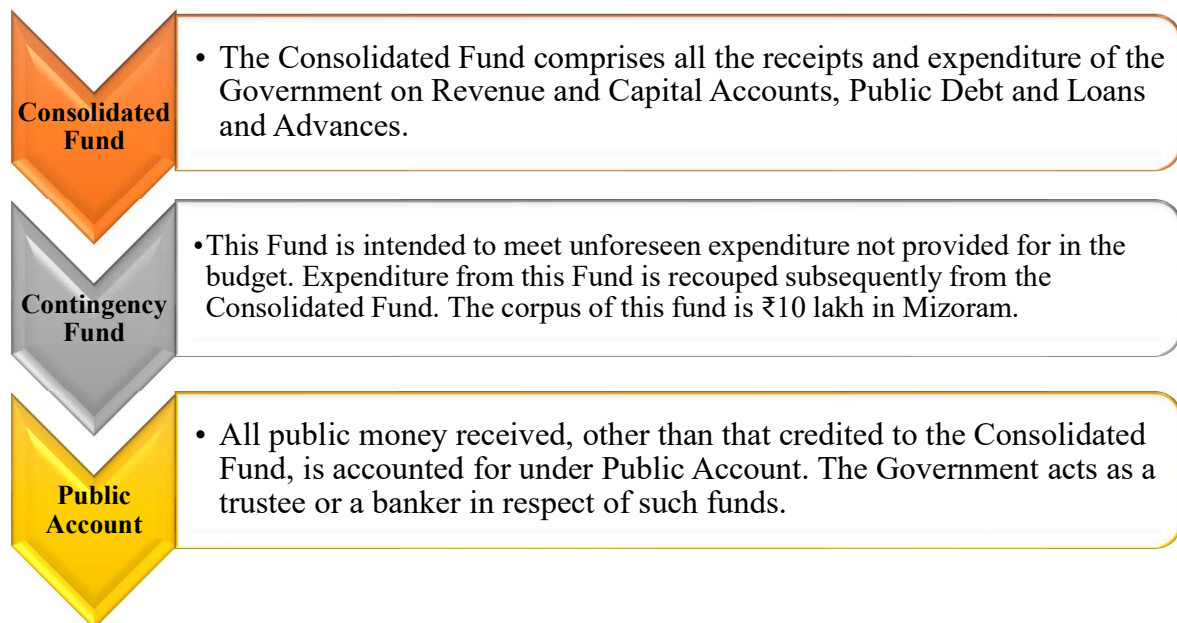 Consolidated
Fund
• The Consolidated Fund comprises all the receipts and expenditure of the
Government on Revenue and Capital Accounts, Public Debt and Loans
and Advances.
Contingency
Fund
•This Fund is intended to meet unforeseen expenditure not provided for in the
budget. Expenditure from this Fund is recouped subsequently from the
Consolidated Fund. The corpus of this fund is ₹10 lakh in Mizoram.
Public
Account
• All public money received, other than that credited to the Consolidated
Fund, is accounted for under Public Account. The Government acts as a
trustee or a banker in respect of such funds.